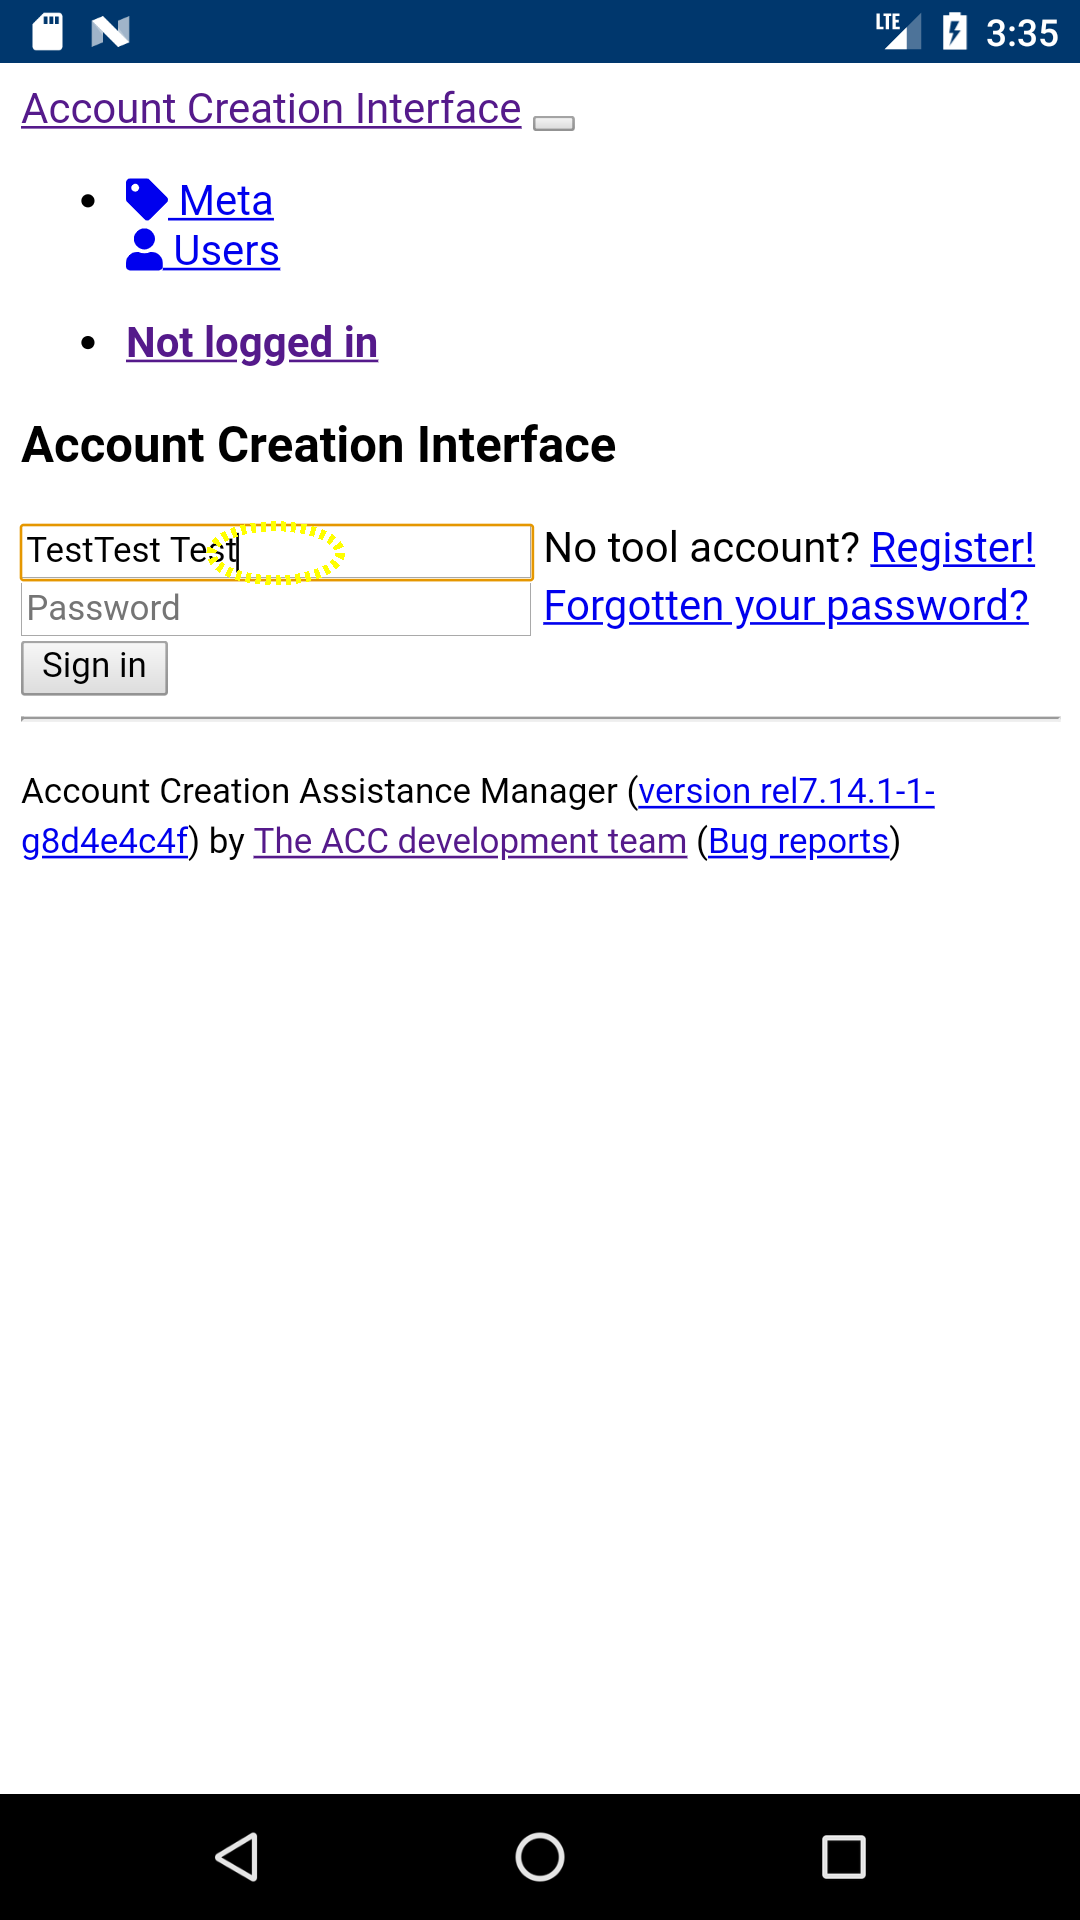 LTE 3:35
Account Creation Interface
Meta
Users
Not logged in
Account Creation Interface
TestTest Test No tool account? Register!
Password Forgotten your password?
Sign in
Account Creation Assistance Manager (version rel7.14.1-1-
g8d4e4c4f) by The ACC development team (Bug reports)